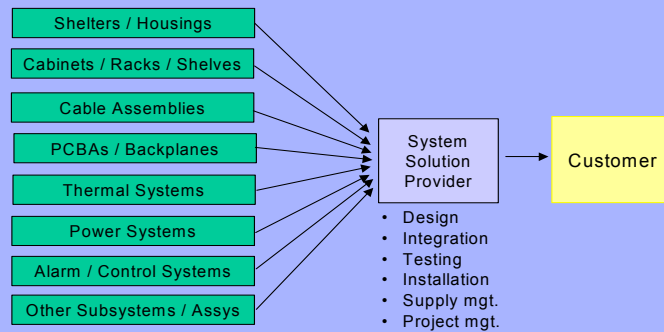 Shelters / Housings
Cabinets / Racks / Shelves
Cable Assemblies
PCBAs / Backplanes
Thermal Systems
Power Systems
Alarm / Control Systems
Other Subsystems / Assys
System
Solution
Provider
• Design
• Integration
• Testing
• Installation
• Supply mgt.
• Project mgt.
Customer